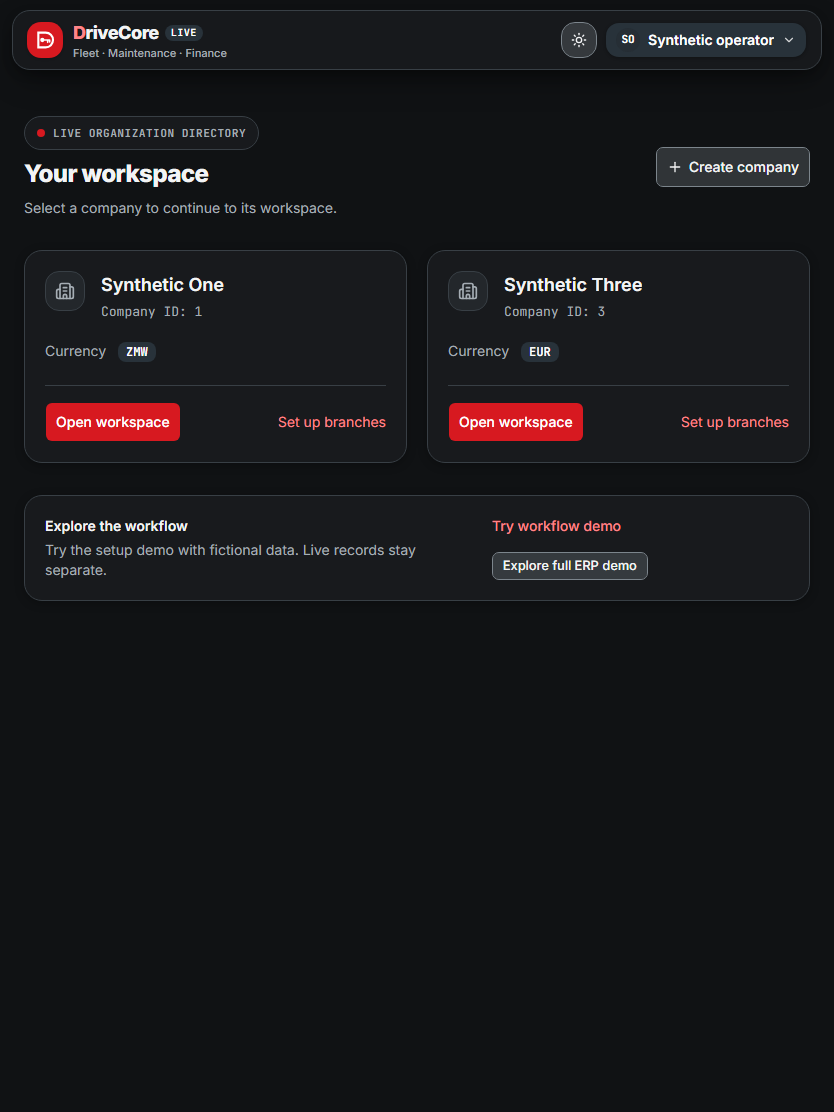 DriveCore LIVE
Fleet · Maintenance · Finance
SO Synthetic operator
LIVE ORGANIZATION DIRECTORY
Your workspace
Select a company to continue to its workspace.
Create company
Synthetic One
Company ID: 1
Currency ZMW
Open workspace
Set up branches
Synthetic Three
Company ID: 3
Currency EUR
Open workspace
Set up branches
Explore the workflow
Try the setup demo with fictional data. Live records stay
separate.
Try workflow demo
Explore full ERP demo